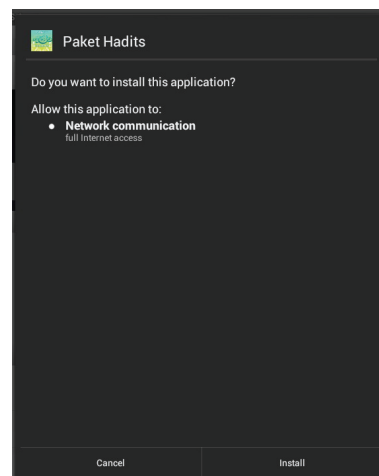 Paket Hadits
Do you want to install this application?
Allow this application to:
● Network communication
full Internet access
Cancel
Install